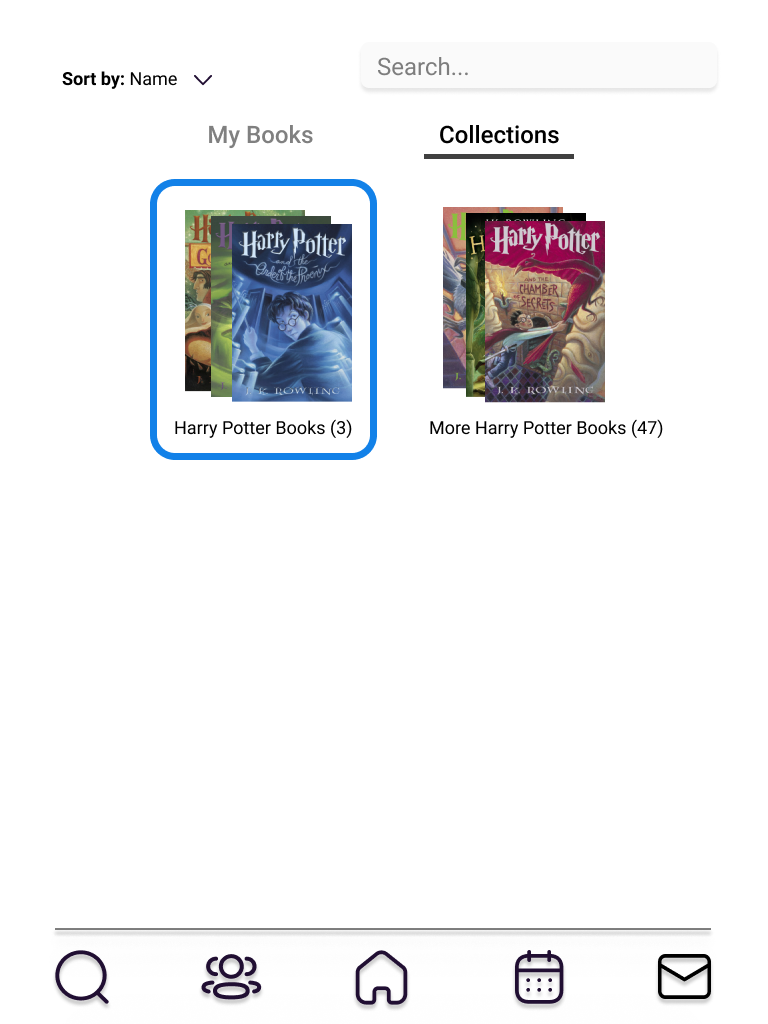 Sort by: Name
Search...
My Books
Collections
Harry Potter
and the
Order of the Phoenix
J. K. ROWLING
Harry Potter
AND THE
CHAMBER
OF SECRETS
J. K. ROWLING
Harry Potter Books (3)
More Harry Potter Books (47)